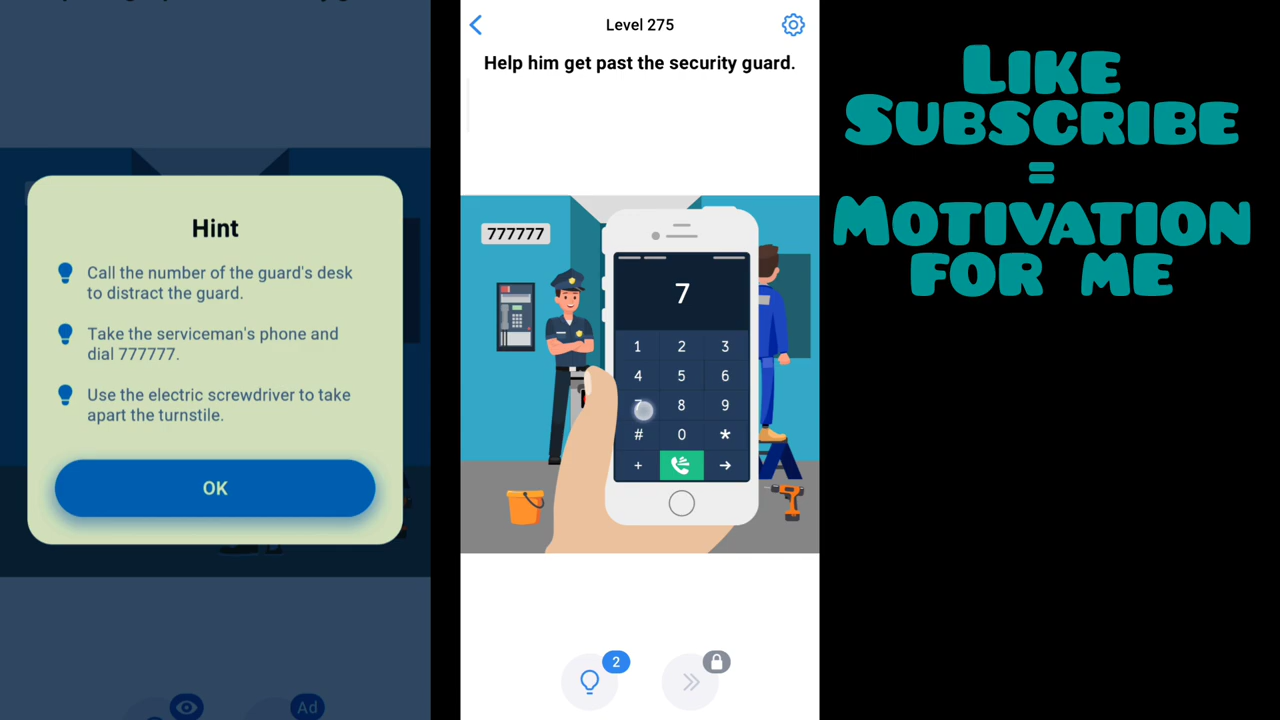 Hint
Call the number of the guard's desk
to distract the guard.
Take the serviceman's phone and
dial 777777.
Use the electric screwdriver to take
apart the turnstile.
OK
Ad
Level 275
Help him get past the security guard.
777777
7
1 2 3
4 5 6
7 8 9
# 0 *
+
2
LIKE
SUBSCRIBE
=
MOTIVATION
FOR ME